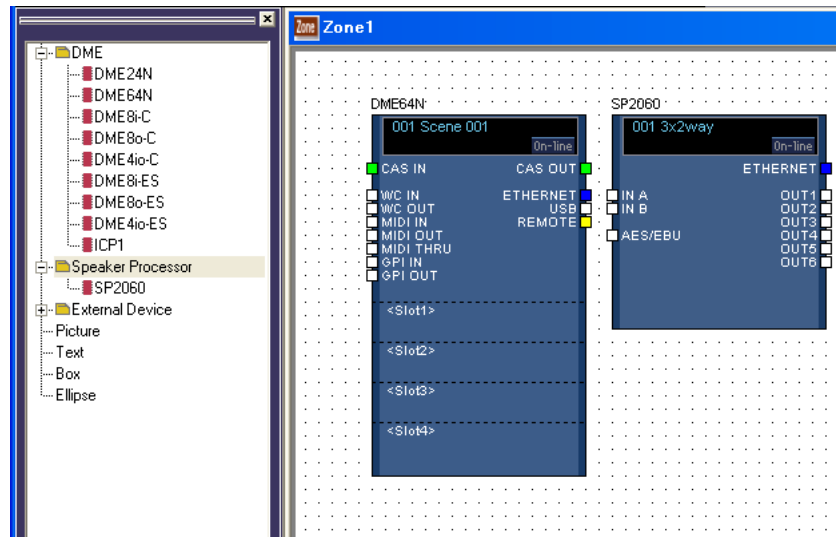 DME
DME24N
DME64N
DME8i-C
DME8o-C
DME4io-C
DME8i-ES
DME8o-ES
DME4io-ES
ICP1
Speaker Processor
SP2060
External Device
Picture
Text
Box
Ellipse
Zone Zone1
DME64N
001 Scene 001
On-line
CAS IN CAS OUT
WC IN ETHERNET
WC OUT USB
MIDI IN REMOTE
MIDI OUT
MIDI THRU
GPI IN
GPI OUT
<Slot1>
<Slot2>
<Slot3>
<Slot4>
SP2060
001 3x2way
On-line
ETHERNET
IN A OUT1
IN B OUT2
OUT3
AES/EBU OUT4
OUT5
OUT6